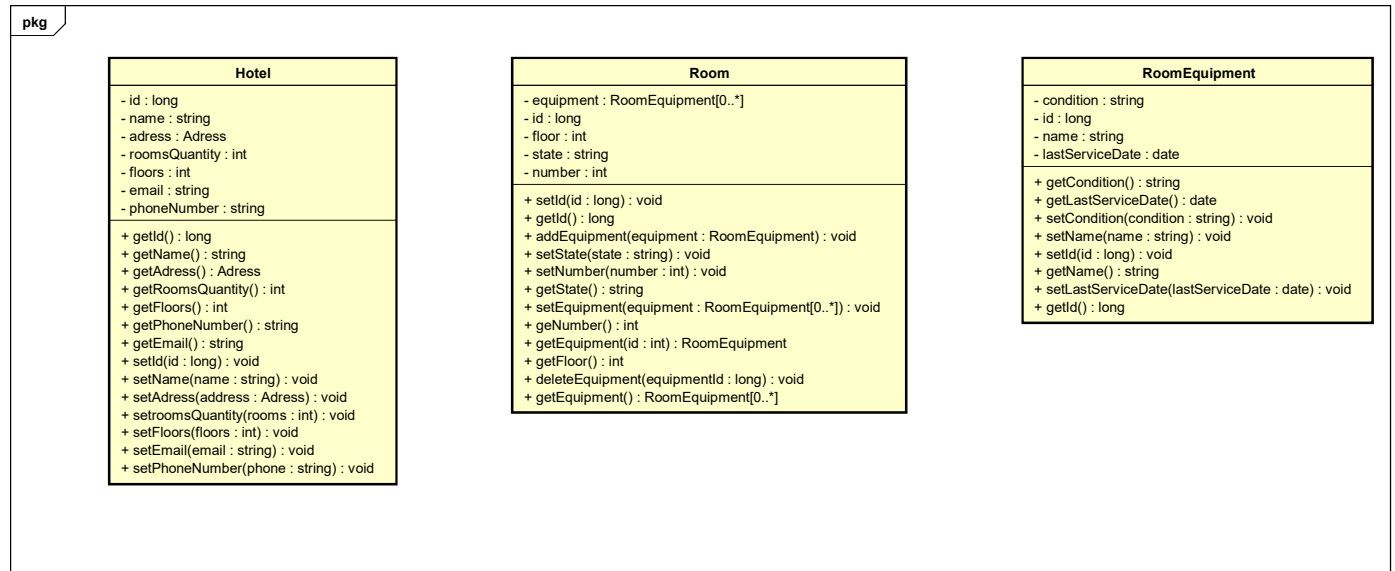 pkg
Hotel
- id : long
- name : string
- adress : Adress
- roomsQuantity : int
- floors : int
- email : string
- phoneNumber : string
+ getId() : long
+ getName() : string
+ getAdress() : Adress
+ getRoomsQuantity() : int
+ getFloors() : int
+ getPhoneNumber() : string
+ getEmail() : string
+ setId(id : long) : void
+ setName(name : string) : void
+ setAdress(address : Adress) : void
+ setroomsQuantity(rooms : int) : void
+ setFloors(floors : int) : void
+ setEmail(email : string) : void
+ setPhoneNumber(phone : string) : void
Room
- equipment : RoomEquipment[0..*]
- id : long
- floor : int
- state : string
- number : int
+ setId(id : long) : void
+ getId() : long
+ addEquipment(equipment : RoomEquipment) : void
+ setState(state : string) : void
+ setNumber(number : int) : void
+ getState() : string
+ setEquipment(equipment : RoomEquipment[0..*]) : void
+ geNumber() : int
+ getEquipment(id : int) : RoomEquipment
+ getFloor() : int
+ deleteEquipment(equipmentId : long) : void
+ getEquipment() : RoomEquipment[0..*]
RoomEquipment
- condition : string
- id : long
- name : string
- lastServiceDate : date
+ getCondition() : string
+ getLastServiceDate() : date
+ setCondition(condition : string) : void
+ setName(name : string) : void
+ setId(id : long) : void
+ getName() : string
+ setLastServiceDate(lastServiceDate : date) : void
+ getId() : long